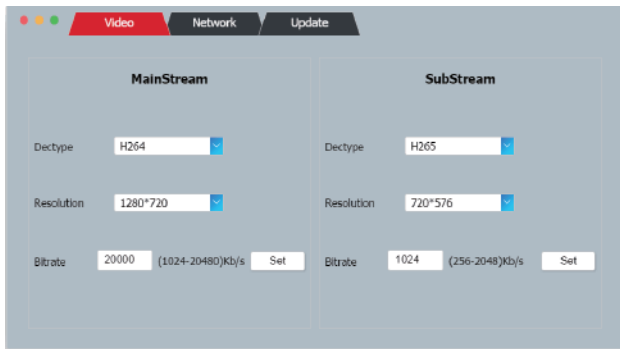 Video Network Update
MainStream
SubStream
Dectype H264
Dectype H265
Resolution 1280*720
Resolution 720*576
Bitrate 20000 (1024-20480)Kb/s Set
Bitrate 1024 (256-2048)Kb/s Set